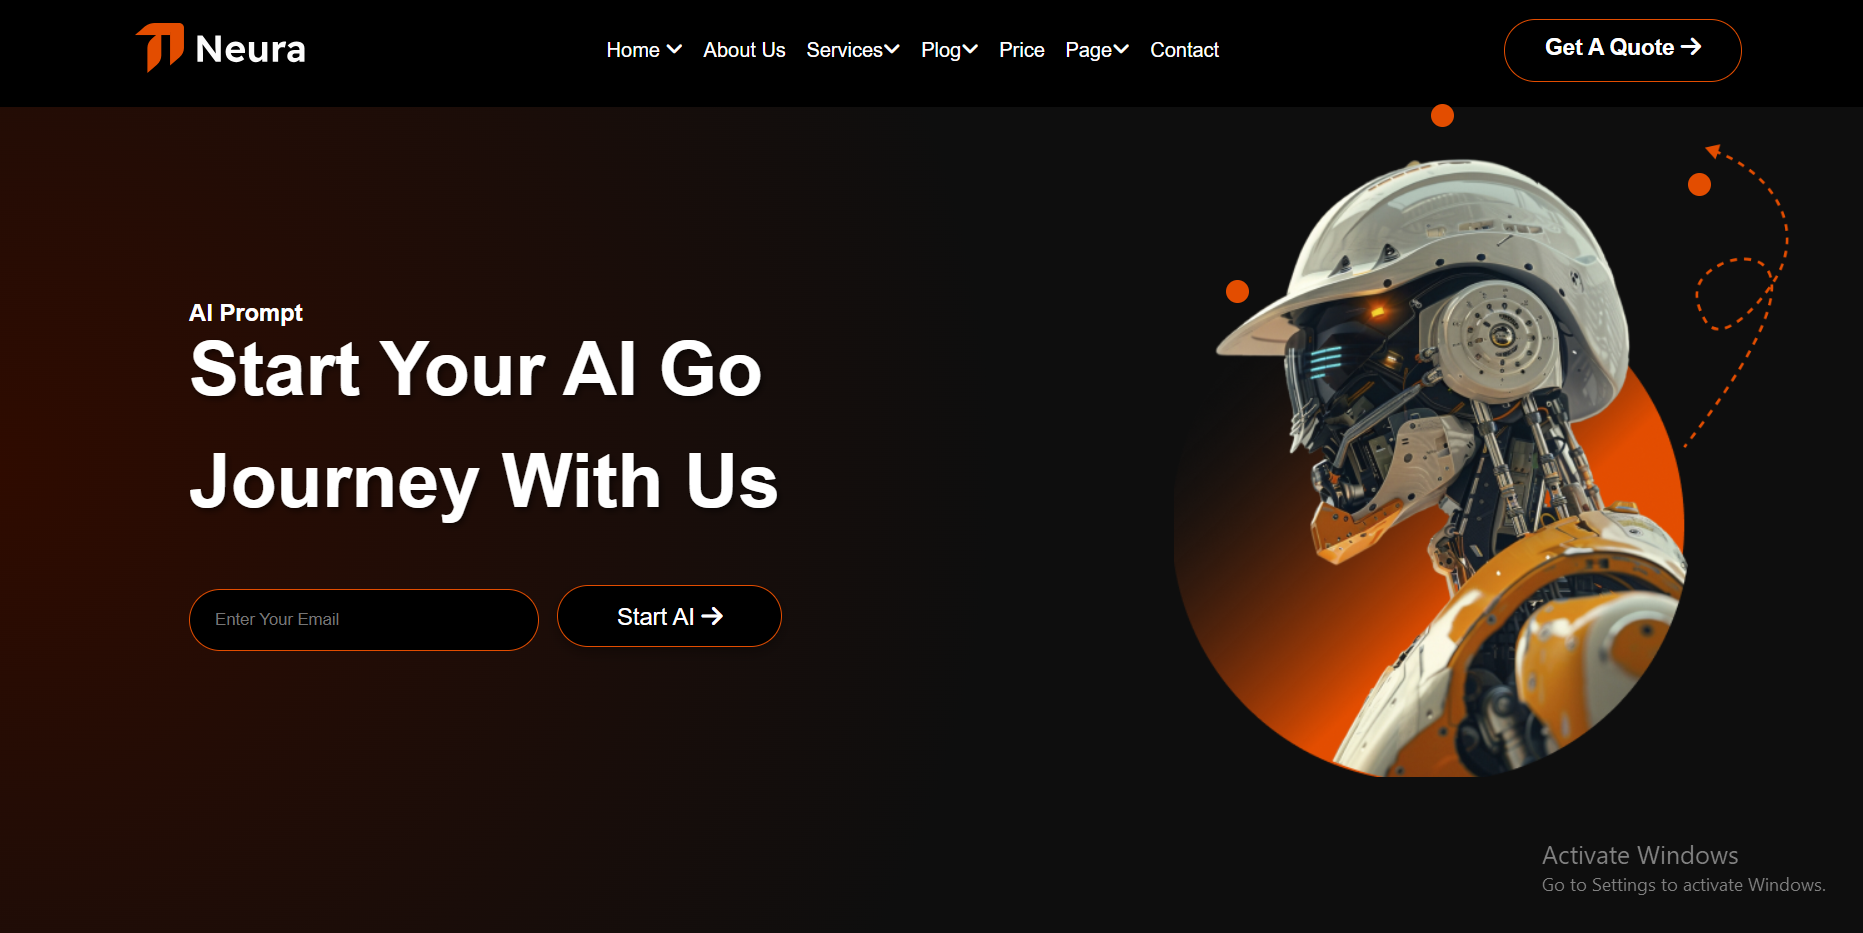 Neura
Home About Us Services Plog Price Page Contact
Get A Quote
AI Prompt
Start Your AI Go
Journey With Us
Enter Your Email
Start AI
Activate Windows
Go to Settings to activate Windows.